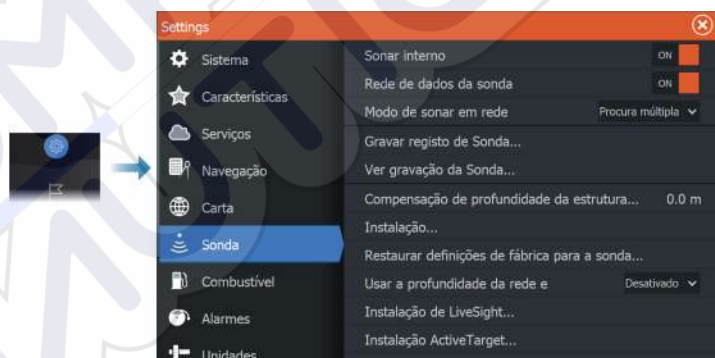 Settings
Sistema
Características
Serviços
Navegação
Carta
Sonda
Combustível
Alarmes
Unidades
Sonar interno ON
Rede de dados da sonda ON
Modo de sonar em rede Procura múltipla
Gravar registo de Sonda...
Ver gravação da Sonda...
Compensação de profundidade da estrutura... 0.0 m
Instalação...
Restaurar definições de fábrica para a sonda...
Usar a profundidade da rede e Desativado
Instalação de LiveSight...
Instalação ActiveTarget...